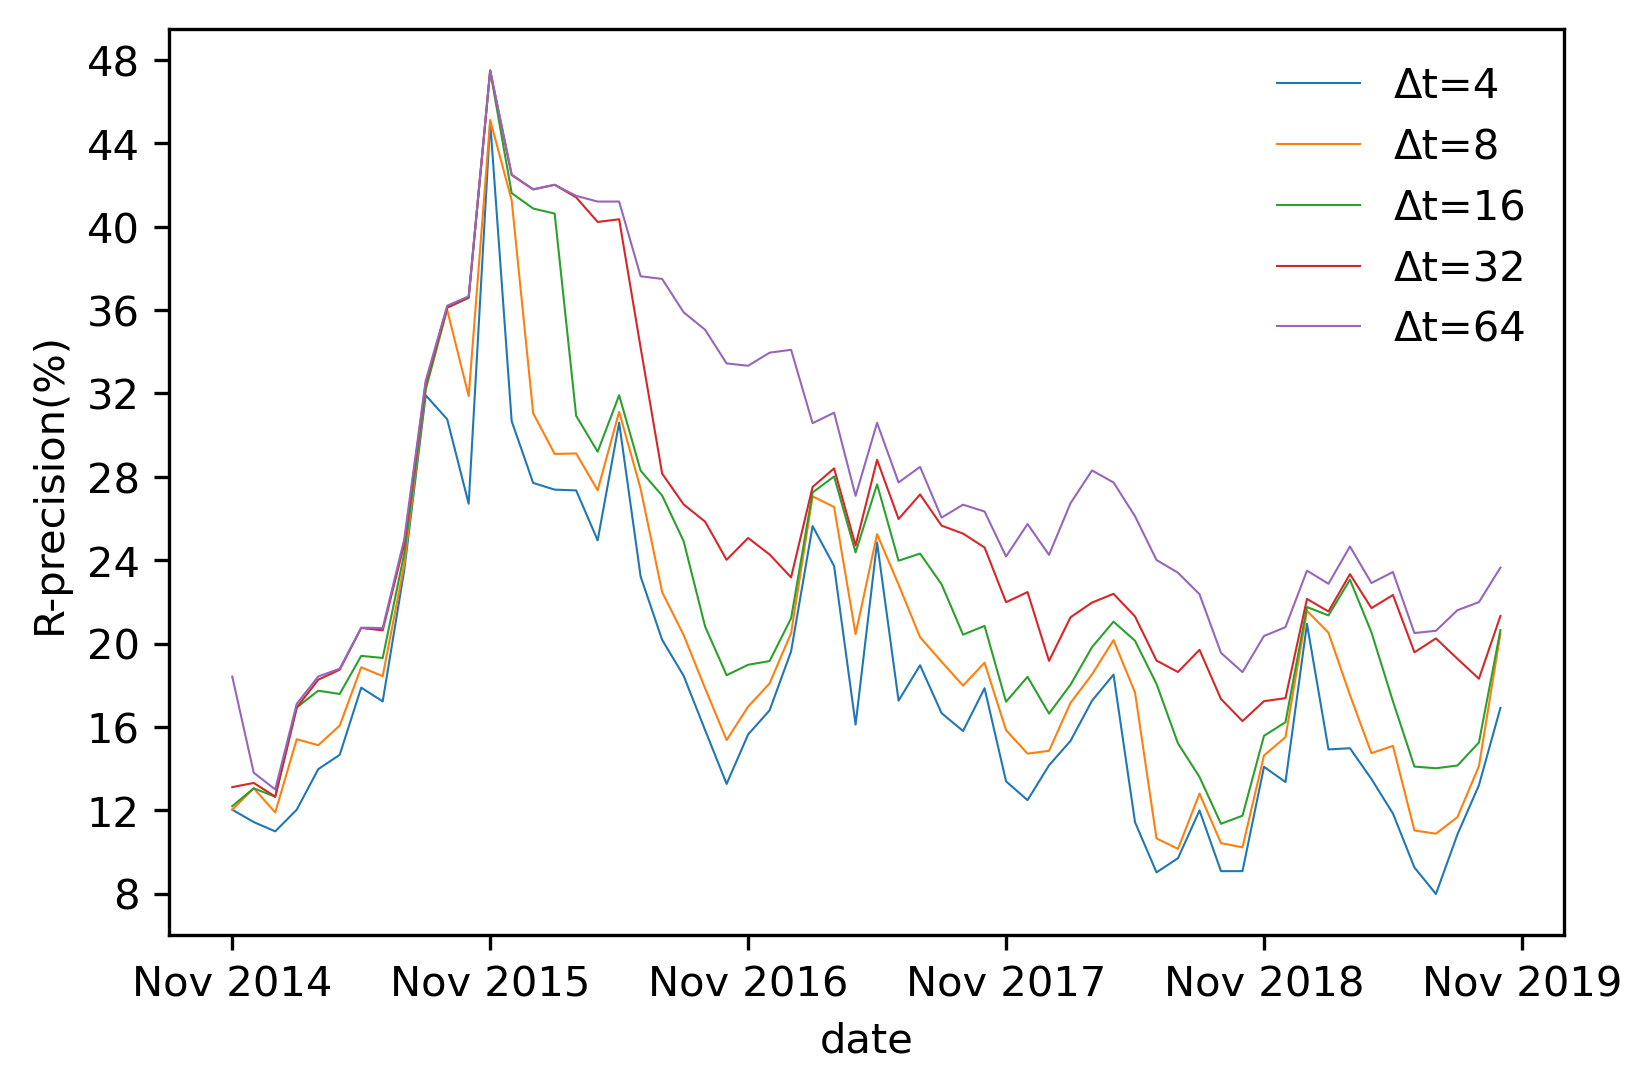 48
44
40
36
32
28
24
20
16
12
8
R-precision(%)
Δt=4
Δt=8
Δt=16
Δt=32
Δt=64
Nov 2014 Nov 2015 Nov 2016 Nov 2017 Nov 2018 Nov 2019
date